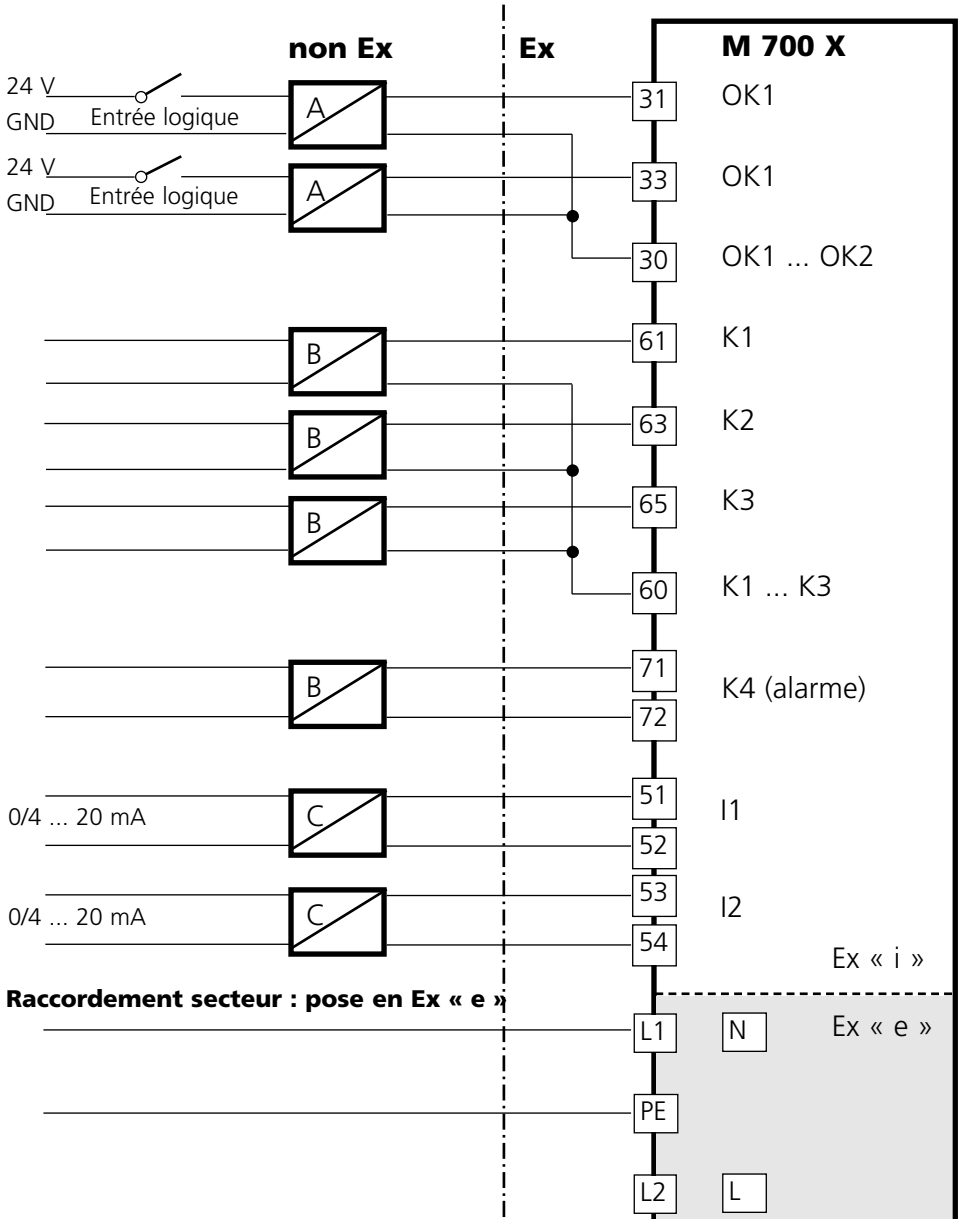 non Ex Ex M 700 X
24 V A 31 OK1
GND Entrée logique
24 V A 33 OK1
GND Entrée logique
30 OK1 ... OK2
B 61 K1
B 63 K2
B 65 K3
60 K1 ... K3
B 71
K4 (alarme)
72
C 51
0/4 ... 20 mA I1
52
C 53
0/4 ... 20 mA I2
54
Ex « i »
Raccordement secteur : pose en Ex « e »
L1 N Ex « e »
PE
L2 L